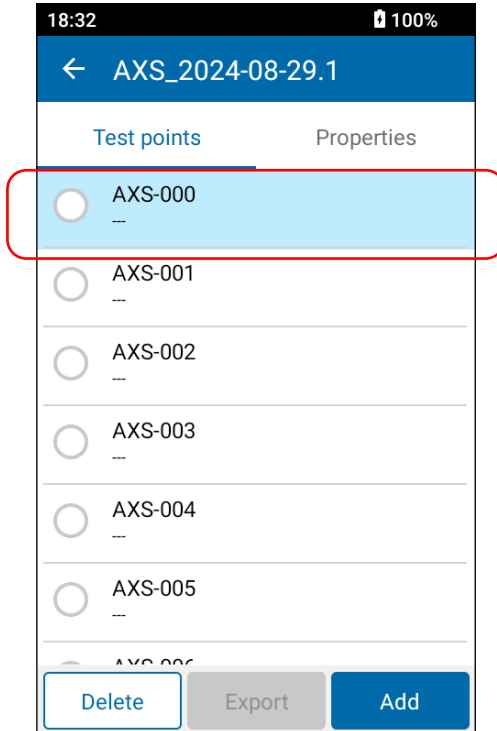 18:32 100%
← AXS_2024-08-29.1
Test points Properties
AXS-000
---
AXS-001
---
AXS-002
---
AXS-003
---
AXS-004
---
AXS-005
---
Delete Export Add